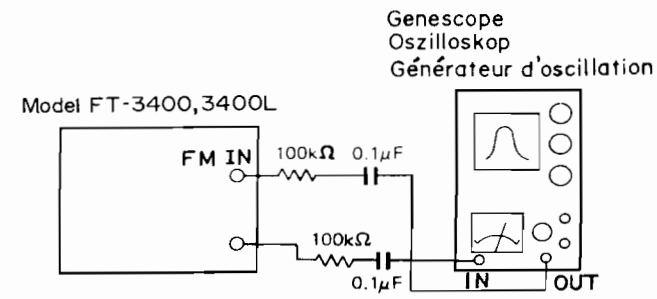 Genescope
Oszilloskop
Générateur d'oscillation
Model FT-3400,3400L
FM IN
100kΩ
0.1μF
100kΩ
0.1μF
IN
OUT